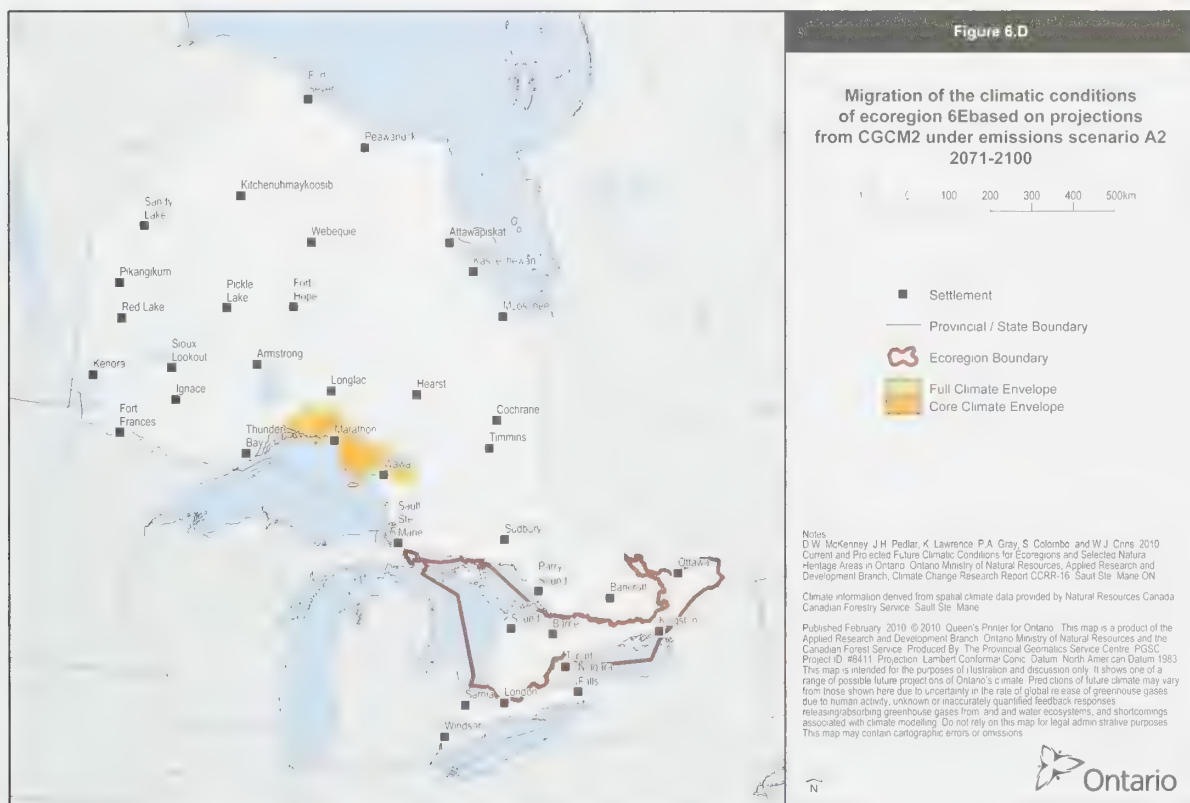 Figure 6.D
Migration of the climatic conditions
of ecoregion 6Ebased on projections
from CGCM2 under emissions scenario A2
2071-2100
100 200 300 400 500km
Settlement
Provincial / State Boundary
Ecoregion Boundary
Full Climate Envelope
Core Climate Envelope
Peawanuck
Kitchenuhmaykoosib
Sandy
Lake
Webequie
Attawapiskat
Pikangikum
Pickle
Lake
Fort
Hope
Red Lake
Sioux
Lookout
Armstrong
Kenora
Ignace
Longlac
Hearst
Fort
Frances
Cochrane
Thunder
Bay
Marathon
Timmins
Sault
Ste
Marie
Sudbury
Ottawa
Parry
Sound
Bancroft
Sound
Barrie
Falls
Sarnia
London
Windsor
Notes
D W McKenney J H Pedlar, K Lawrence P.A. Gray, S Colombo and W J Crins 2010
Current and Projected Future Climatic Conditions for Ecoregions and Selected Natural
Heritage Areas in Ontario Ontario Ministry of Natural Resources, Applied Research and
Development Branch, Climate Change Research Report CCRR-16 Sault Ste Marie ON
Climate information derived from spatial climate data provided by Natural Resources Canada
Canadian Forestry Service Sault Ste Marie
Published February 2010 © 2010 Queen's Printer for Ontario This map is a product of the
Applied Research and Development Branch Ontario Ministry of Natural Resources and the
Canadian Forest Service Produced By The Provincial Geomatics Service Centre PGSC
Project ID #8411 Projection Lambert Conformal Conic Datum North American Datum 1983
This map is intended for the purposes of illustration and discussion only It shows one of a
range of possible future projections of Ontario's climate Predictions of future climate may vary
from those shown here due to uncertainty in the rate of global release of greenhouse gases
due to human activity, unknown or inaccurately quantified feedback responses
releasing/absorbing greenhouse gases from land and water ecosystems, and shortcomings
associated with climate modelling Do not rely on this map for legal administrative purposes
This map may contain cartographic errors or omissions
N
Ontario